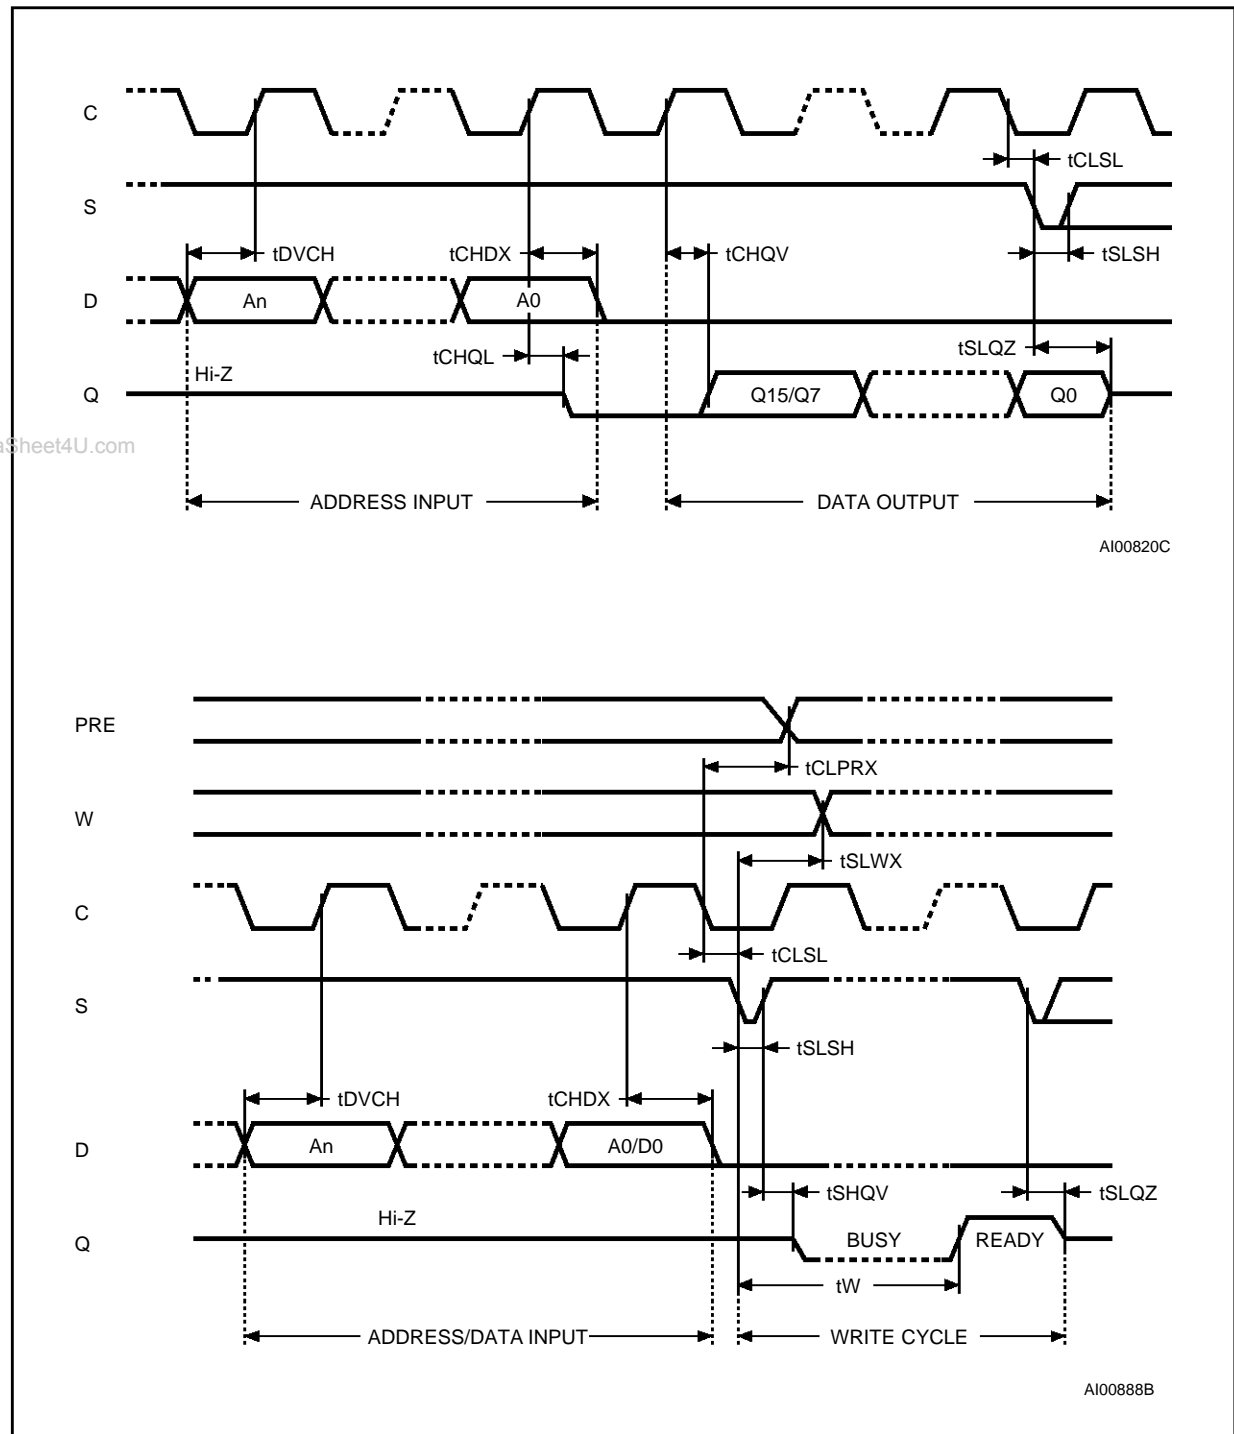 C
tCLSL
S
tDVCH tCHDX tCHQV tSLSH
D An A0
tCHQL tSLQZ
Hi-Z
Q Q15/Q7 Q0
aSheet4U.com
ADDRESS INPUT DATA OUTPUT
AI00820C
PRE
tCLPRX
W
tSLWX
C
tCLSL
S
tSLSH
tDVCH tCHDX
D An A0/D0
tSHQV tSLQZ
Hi-Z
Q BUSY READY
tW
ADDRESS/DATA INPUT WRITE CYCLE
AI00888B